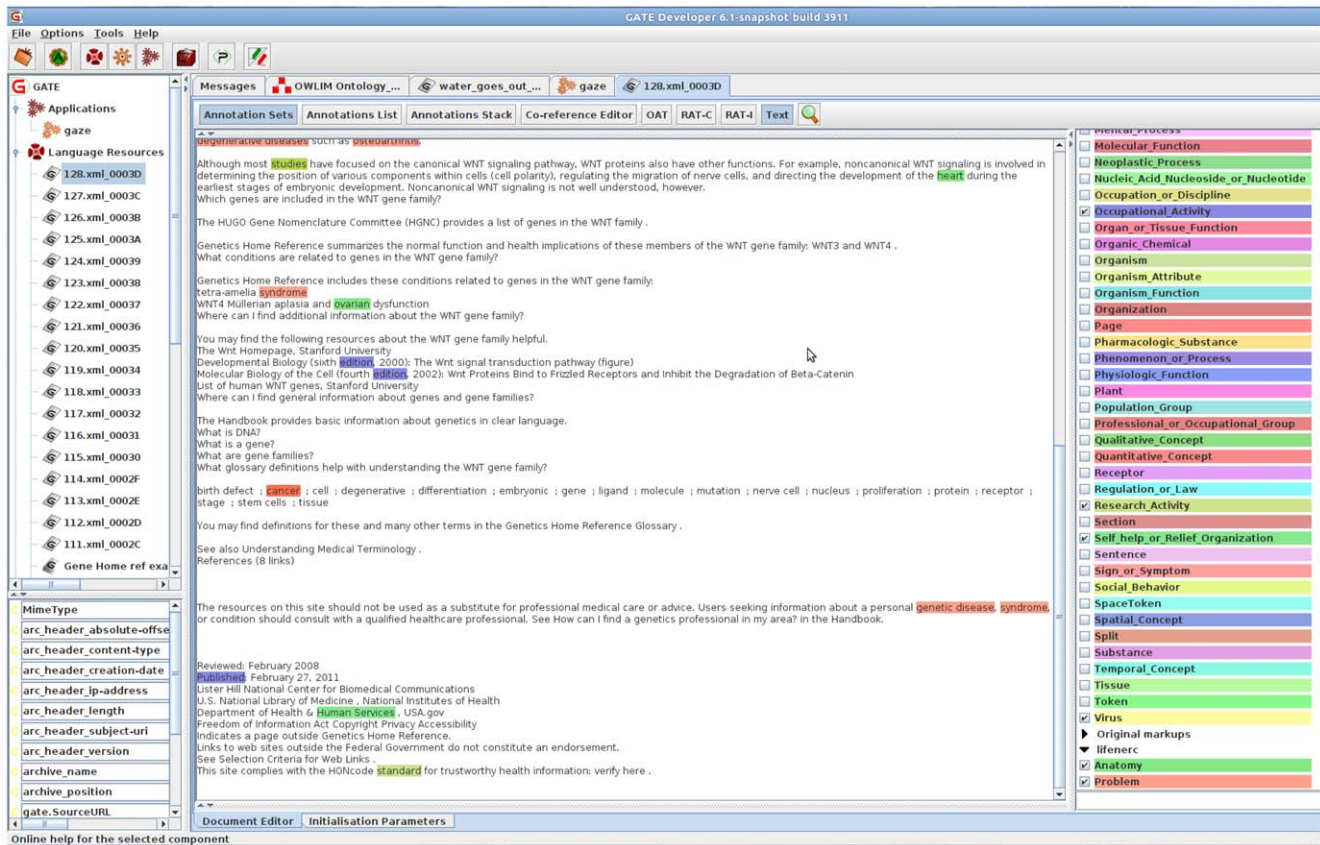 GATE Developer 6.1-snapshot build 3911
File Options Tools Help
GATE
Applications
gaze
Language Resources
128.xml_0003D
127.xml_0003C
126.xml_0003B
125.xml_0003A
124.xml_00039
123.xml_00038
122.xml_00037
121.xml_00036
120.xml_00035
119.xml_00034
118.xml_00033
117.xml_00032
116.xml_00031
115.xml_00030
114.xml_0002F
113.xml_0002E
112.xml_0002D
111.xml_0002C
Gene Home ref exa
MimeType
arc_header_absolute-offse
arc_header_content-type
arc_header_creation-date
arc_header_ip-address
arc_header_length
arc_header_subject-uri
arc_header_version
archive_name
archive_position
gate.SourceURL
Messages OWLIM Ontology_... water_goes_out_... gaze 128.xml_0003D
Annotation Sets Annotations List Annotations Stack Co-reference Editor OAT RAT-C RAT-I Text
degenerative diseases such as osteoarthritis.
Although most studies have focused on the canonical WNT signaling pathway, WNT proteins also have other functions. For example, noncanonical WNT signaling is involved in
determining the position of various components within cells (cell polarity), regulating the migration of nerve cells, and directing the development of the heart during the
earliest stages of embryonic development. Noncanonical WNT signaling is not well understood, however.
Which genes are included in the WNT gene family?
The HUGO Gene Nomenclature Committee (HGNC) provides a list of genes in the WNT family .
Genetics Home Reference summarizes the normal function and health implications of these members of the WNT gene family: WNT3 and WNT4 .
What conditions are related to genes in the WNT gene family?
Genetics Home Reference includes these conditions related to genes in the WNT gene family:
tetra-amelia syndrome
WNT4 Müllerian aplasia and ovarian dysfunction
Where can I find additional information about the WNT gene family?
You may find the following resources about the WNT gene family helpful.
The Wnt Homepage, Stanford University
Developmental Biology (sixth edition, 2000): The Wnt signal transduction pathway (figure)
Molecular Biology of the Cell (fourth edition, 2002): Wnt Proteins Bind to Frizzled Receptors and Inhibit the Degradation of Beta-Catenin
List of human WNT genes, Stanford University
Where can I find general information about genes and gene families?
The Handbook provides basic information about genetics in clear language.
What is DNA?
What is a gene?
What are gene families?
What glossary definitions help with understanding the WNT gene family?
birth defect ; cancer ; cell ; degenerative ; differentiation ; embryonic ; gene ; ligand ; molecule ; mutation ; nerve cell ; nucleus ; proliferation ; protein ; receptor ;
stage ; stem cells ; tissue
You may find definitions for these and many other terms in the Genetics Home Reference Glossary .
See also Understanding Medical Terminology .
References (8 links)
The resources on this site should not be used as a substitute for professional medical care or advice. Users seeking information about a personal genetic disease, syndrome,
or condition should consult with a qualified healthcare professional. See How can I find a genetics professional in my area? in the Handbook.
Reviewed: February 2008
Published: February 27, 2011
Lister Hill National Center for Biomedical Communications
U.S. National Library of Medicine , National Institutes of Health
Department of Health & Human Services , USA.gov
Freedom of Information Act Copyright Privacy Accessibility
Indicates a page outside Genetics Home Reference.
Links to web sites outside the Federal Government do not constitute an endorsement.
See Selection Criteria for Web Links .
This site complies with the HONcode standard for trustworthy health information: verify here .
Mental_Process
Molecular_Function
Neoplastic_Process
Nucleic_Acid_Nucleoside_or_Nucleotide
Occupation_or_Discipline
Occupational_Activity
Organ_or_Tissue_Function
Organic_Chemical
Organism
Organism_Attribute
Organism_Function
Organization
Page
Pharmacologic_Substance
Phenomenon_or_Process
Physiologic_Function
Plant
Population_Group
Professional_or_Occupational_Group
Qualitative_Concept
Quantitative_Concept
Receptor
Regulation_or_Law
Research_Activity
Section
Self_help_or_Relief_Organization
Sentence
Sign_or_Symptom
Social_Behavior
SpaceToken
Spatial_Concept
Split
Substance
Temporal_Concept
Tissue
Token
Virus
Original markups
lifenerc
Anatomy
Problem
Document Editor Initialisation Parameters
Online help for the selected component